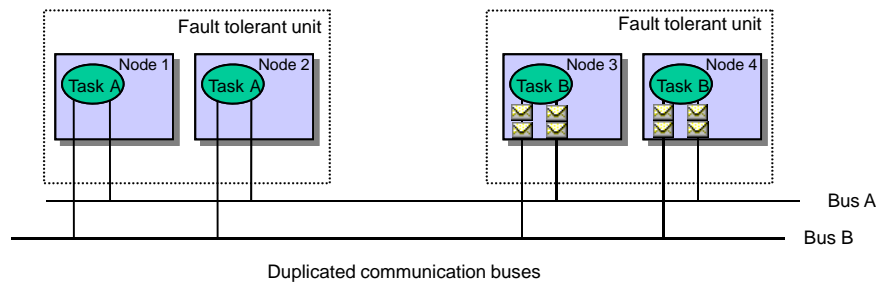 Fault tolerant unit
Node 1
Task A
Node 2
Task A
Fault tolerant unit
Node 3
Task B
Node 4
Task B
Bus A
Bus B
Duplicated communication buses